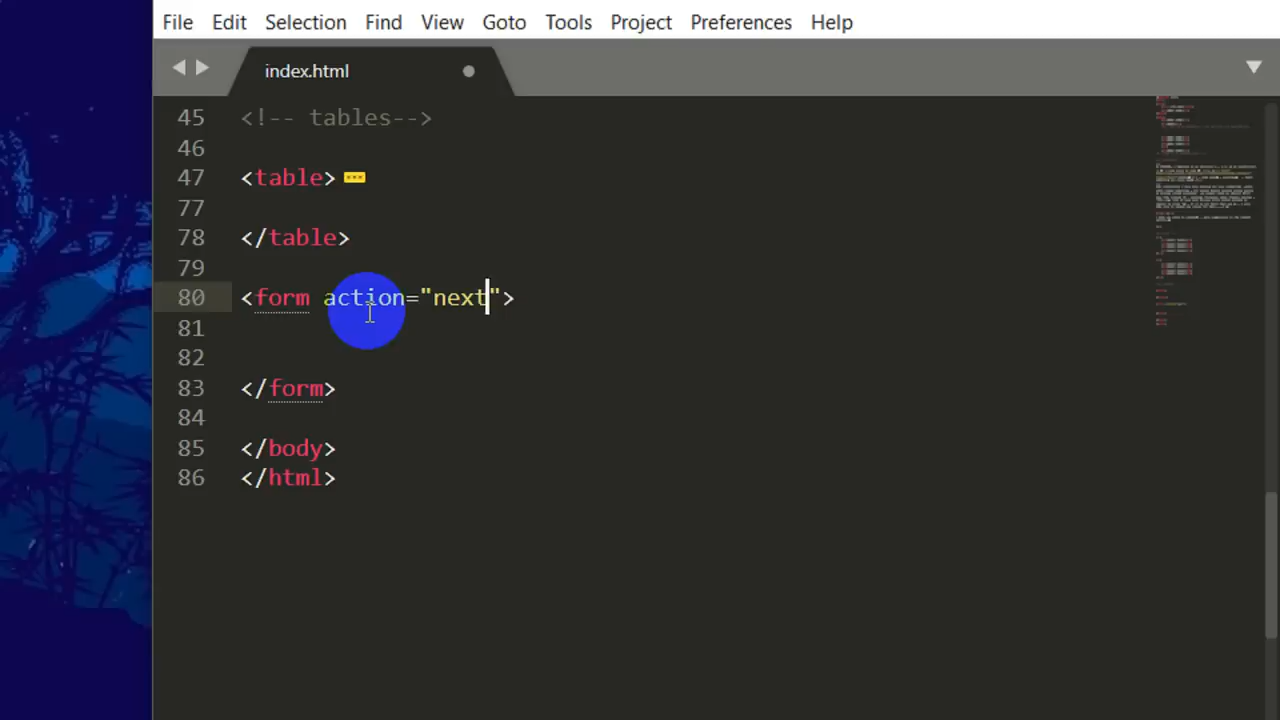 File Edit Selection Find View Goto Tools Project Preferences Help
index.html
45 <!-- tables-->
46
47 <table>
77
78 </table>
79
80 <form action="next">
81
82
83 </form>
84
85 </body>
86 </html>